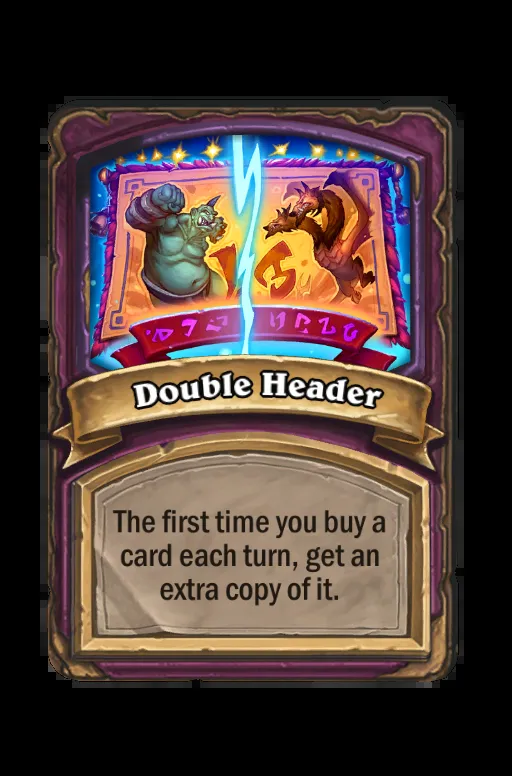 Double Header
The first time you buy a
card each turn, get an
extra copy of it.